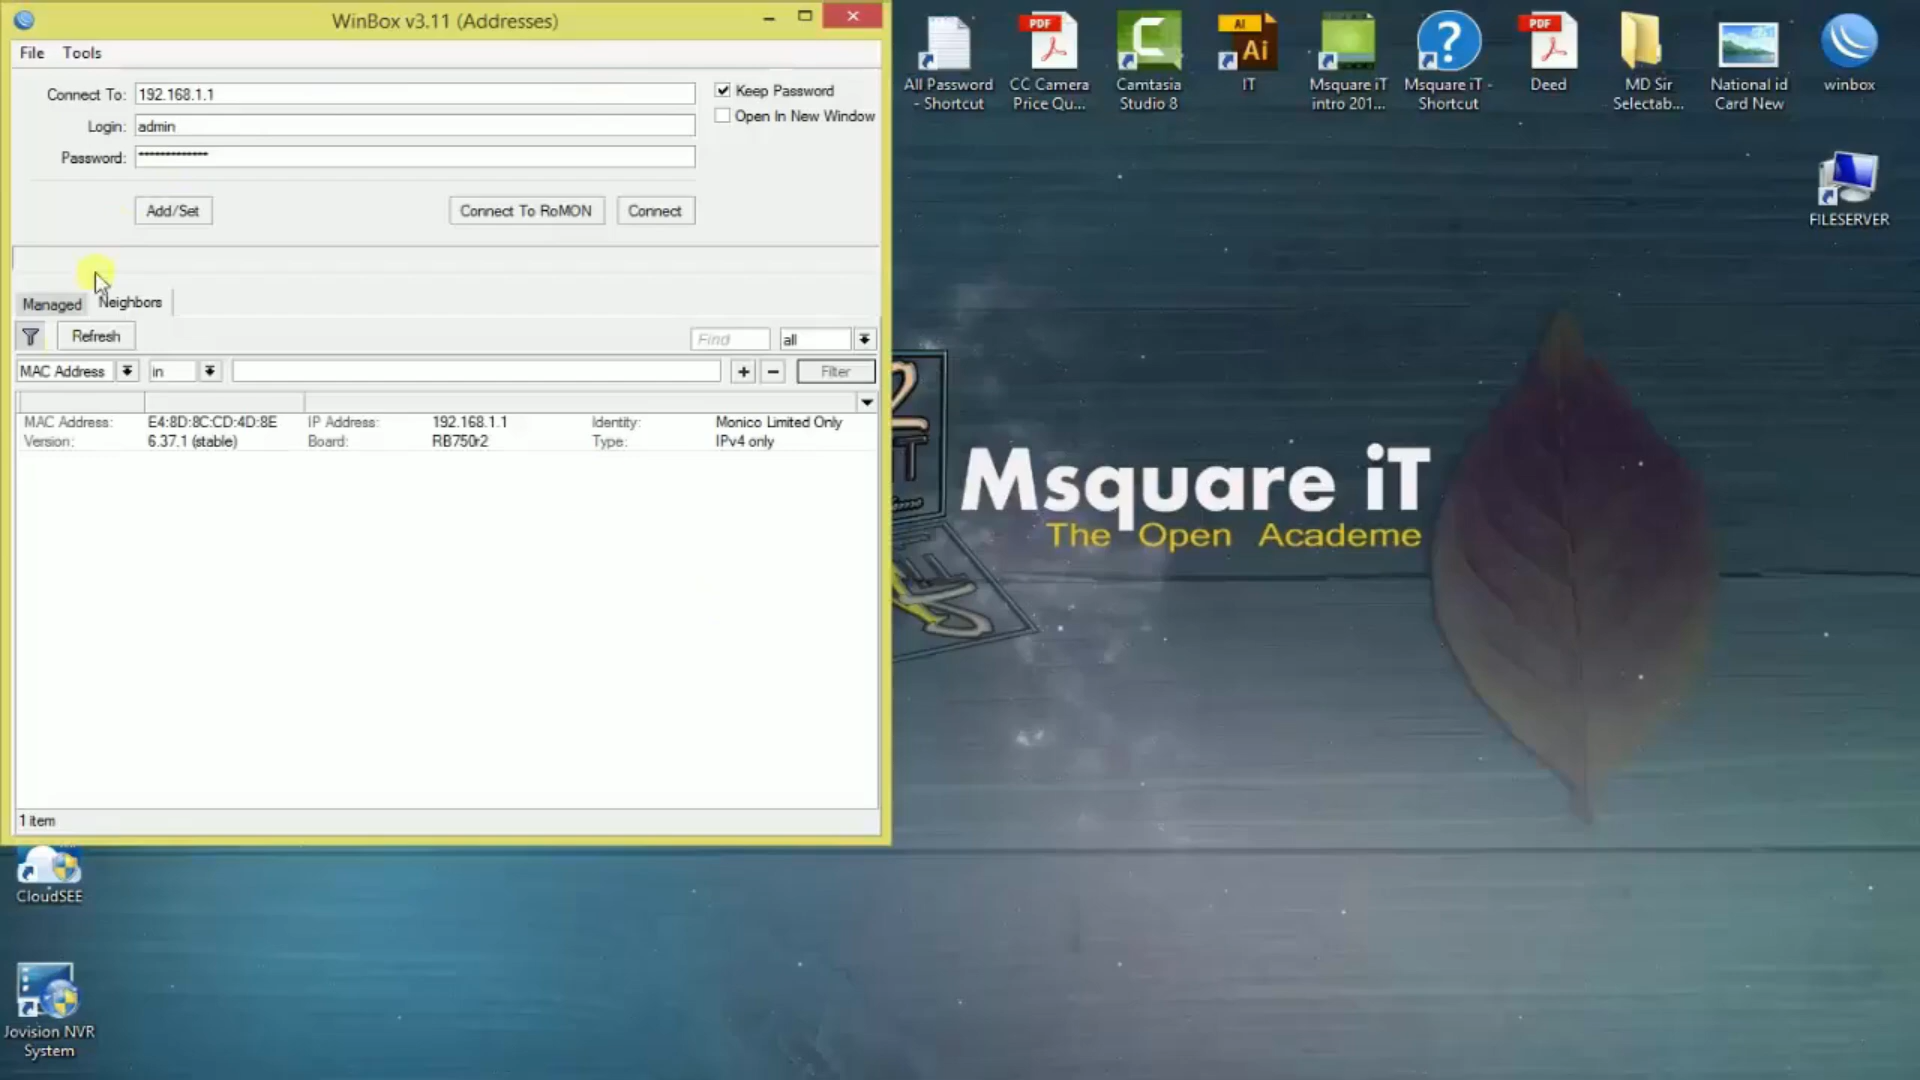 WinBox v3.11 (Addresses)
File Tools
Connect To: 192.168.1.1
Keep Password
Login: admin
Open In New Window
Password: *************
Add/Set Connect To RoMON Connect
Managed Neighbors
Refresh Find all
MAC Address in Filter
MAC Address: E4:8D:8C:CD:4D:8E IP Address: 192.168.1.1 Identity: Monico Limited Only
Version: 6.37.1 (stable) Board: RB750r2 Type: IPv4 only
1 item
All Password
- Shortcut
CC Camera
Price Qu...
Camtasia
Studio 8
IT
Msquare iT
intro 201...
Msquare iT -
Shortcut
Deed
MD Sir
Selectab...
National id
Card New
winbox
PDF
AI
Ai
PDF
FILESERVER
Msquare iT
The Open Academe
CloudSEE
Jovision NVR
System